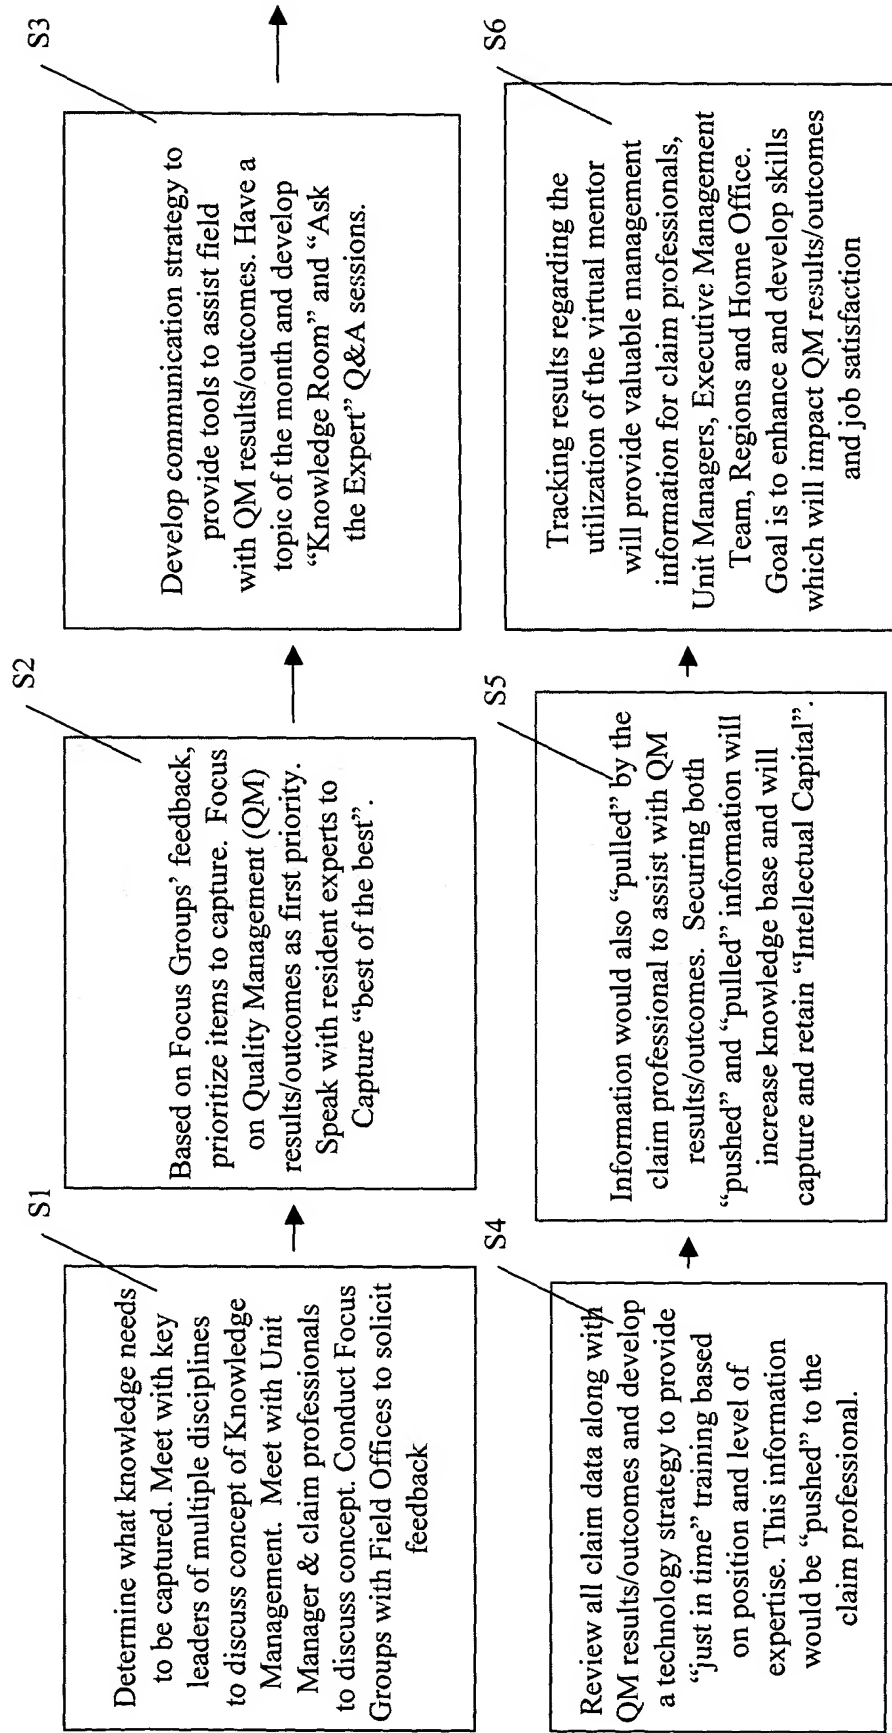 S1
Determine what knowledge needs
to be captured. Meet with key
leaders of multiple disciplines
to discuss concept of Knowledge
Management.  Meet with Unit
Manager & claim professionals
to discuss concept. Conduct Focus
Groups with Field Offices to solicit
feedback
S2
Based on Focus Groups' feedback,
prioritize items to capture.  Focus
on Quality Management (QM)
results/outcomes as first priority.
Speak with resident experts to
Capture “best of the best”.
S3
Develop communication strategy to
provide tools to assist field
with QM results/outcomes. Have a
topic of the month and develop
“Knowledge Room” and “Ask
the Expert” Q&A sessions.
S4
Review all claim data along with
QM results/outcomes and develop
a technology strategy to provide
“just in time” training based
on position and level of
expertise. This information
would be “pushed” to the
claim professional.
S5
Information would also “pulled” by the
claim professional to assist with QM
results/outcomes.  Securing both
“pushed” and “pulled” information will
increase knowledge base and will
capture and retain “Intellectual Capital”.
S6
Tracking results regarding the
utilization of the virtual mentor
will provide valuable management
information for claim professionals,
Unit Managers, Executive Management
Team, Regions and Home Office.
Goal is to enhance and develop skills
which will impact QM results/outcomes
and job satisfaction